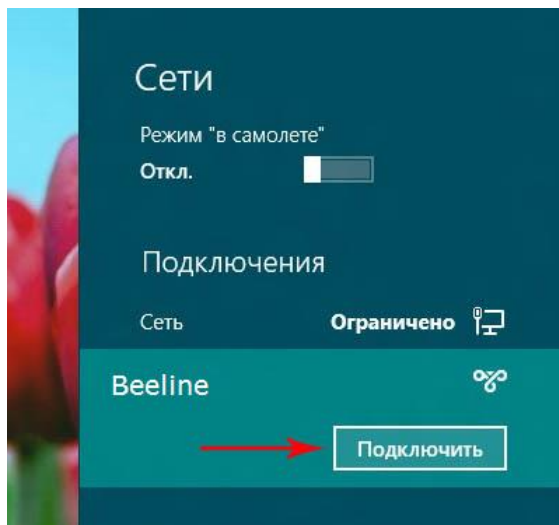 Сети
Режим "в самолете"
Откл.
Подключения
Сеть Ограничено
Beeline
Подключить